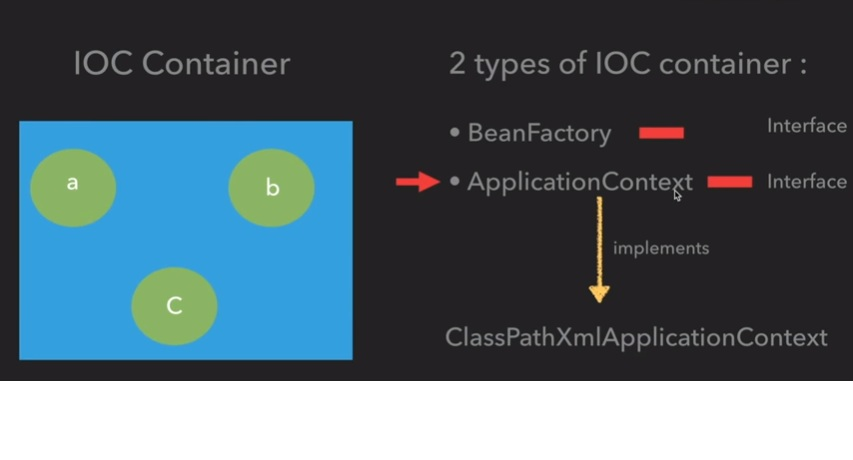 IOC Container
a
b
C
2 types of IOC container :
• BeanFactory Interface
• ApplicationContext Interface
implements
ClassPathXmlApplicationContext